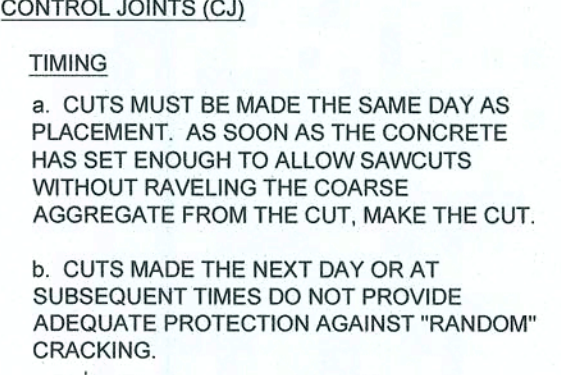 CONTROL JOINTS (CJ)
TIMING
a. CUTS MUST BE MADE THE SAME DAY AS
PLACEMENT. AS SOON AS THE CONCRETE
HAS SET ENOUGH TO ALLOW SAWCUTS
WITHOUT RAVELING THE COARSE
AGGREGATE FROM THE CUT, MAKE THE CUT.
b. CUTS MADE THE NEXT DAY OR AT
SUBSEQUENT TIMES DO NOT PROVIDE
ADEQUATE PROTECTION AGAINST "RANDOM"
CRACKING.